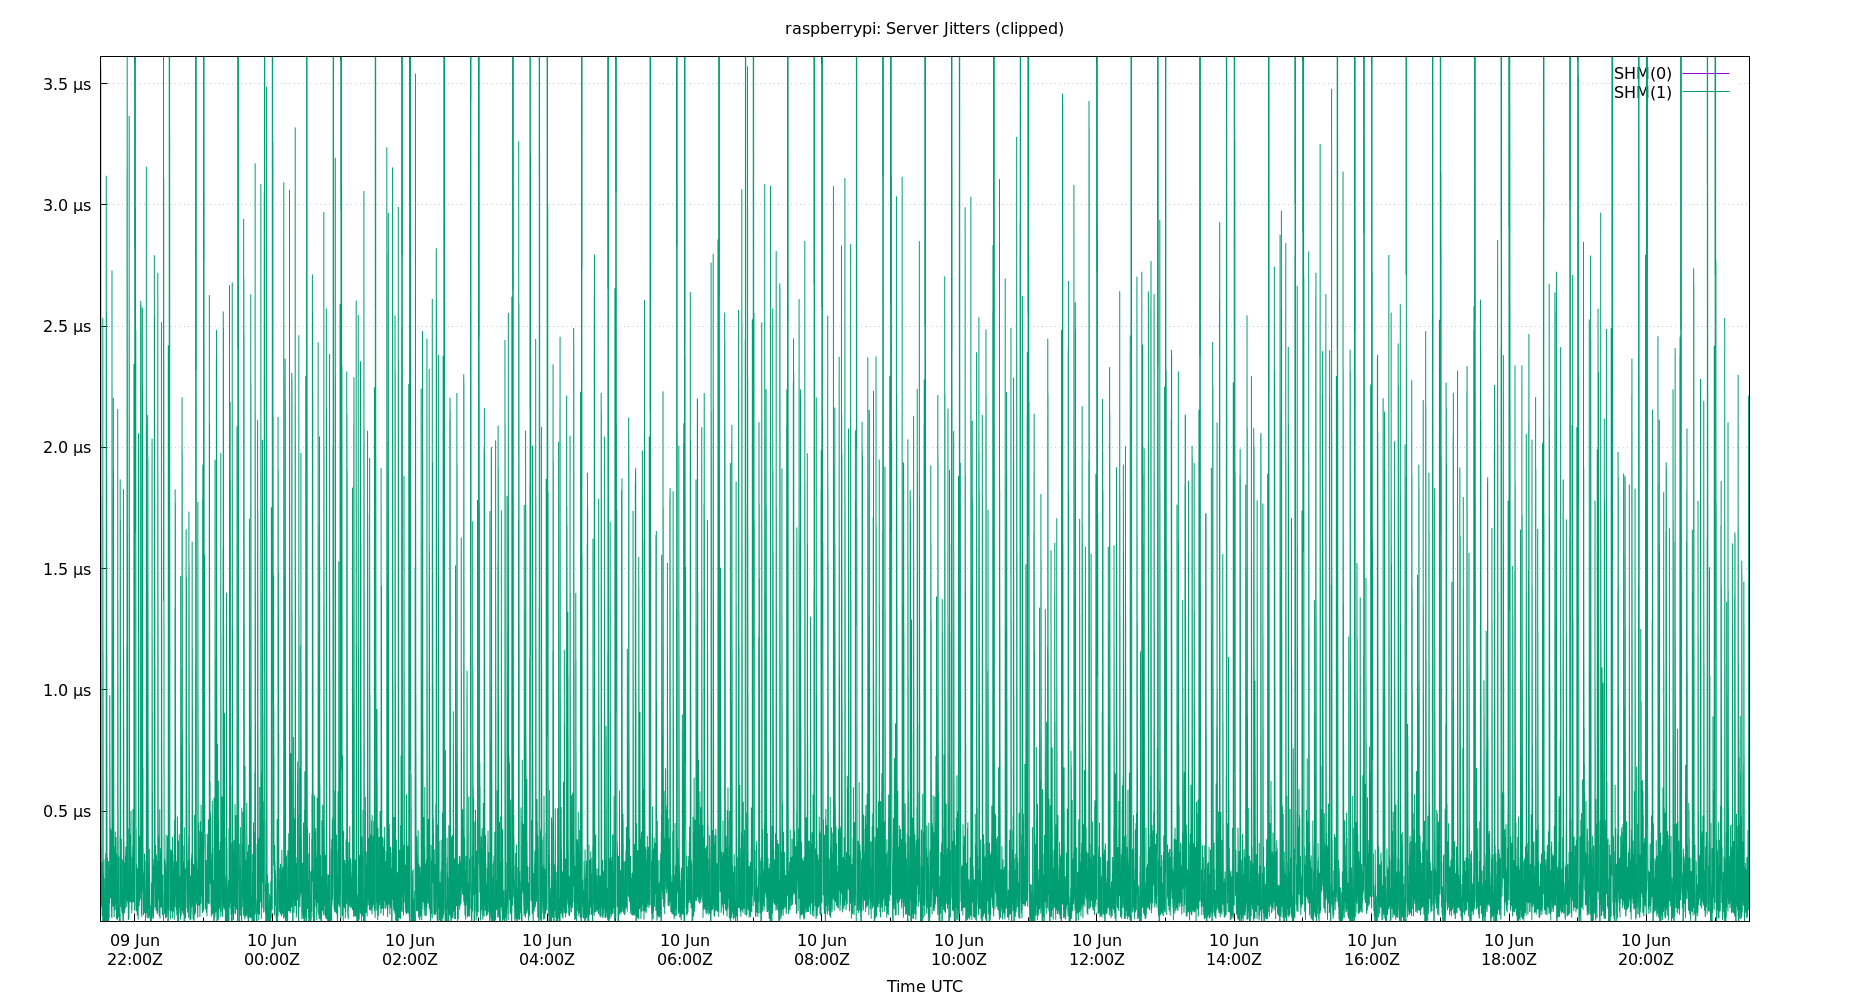 raspberrypi: Server Jitters (clipped)
SHM(0)
SHM(1)
3.5 µs
3.0 µs
2.5 µs
2.0 µs
1.5 µs
1.0 µs
0.5 µs
09 Jun 10 Jun 10 Jun 10 Jun 10 Jun 10 Jun 10 Jun 10 Jun 10 Jun 10 Jun 10 Jun 10 Jun
22:00Z 00:00Z 02:00Z 04:00Z 06:00Z 08:00Z 10:00Z 12:00Z 14:00Z 16:00Z 18:00Z 20:00Z
Time UTC